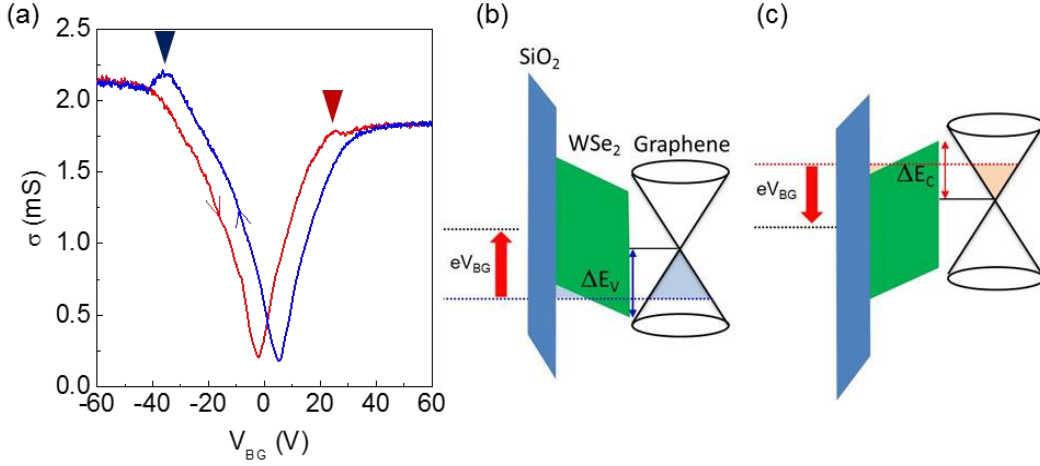 (a)
2.5
2.0
1.5
1.0
0.5
0.0
σ (mS)
-60 -40 -20 0 20 40 60
V_BG (V)
(b)
SiO₂
WSe₂ Graphene
eV_BG
ΔE_V
(c)
eV_BG
ΔE_C